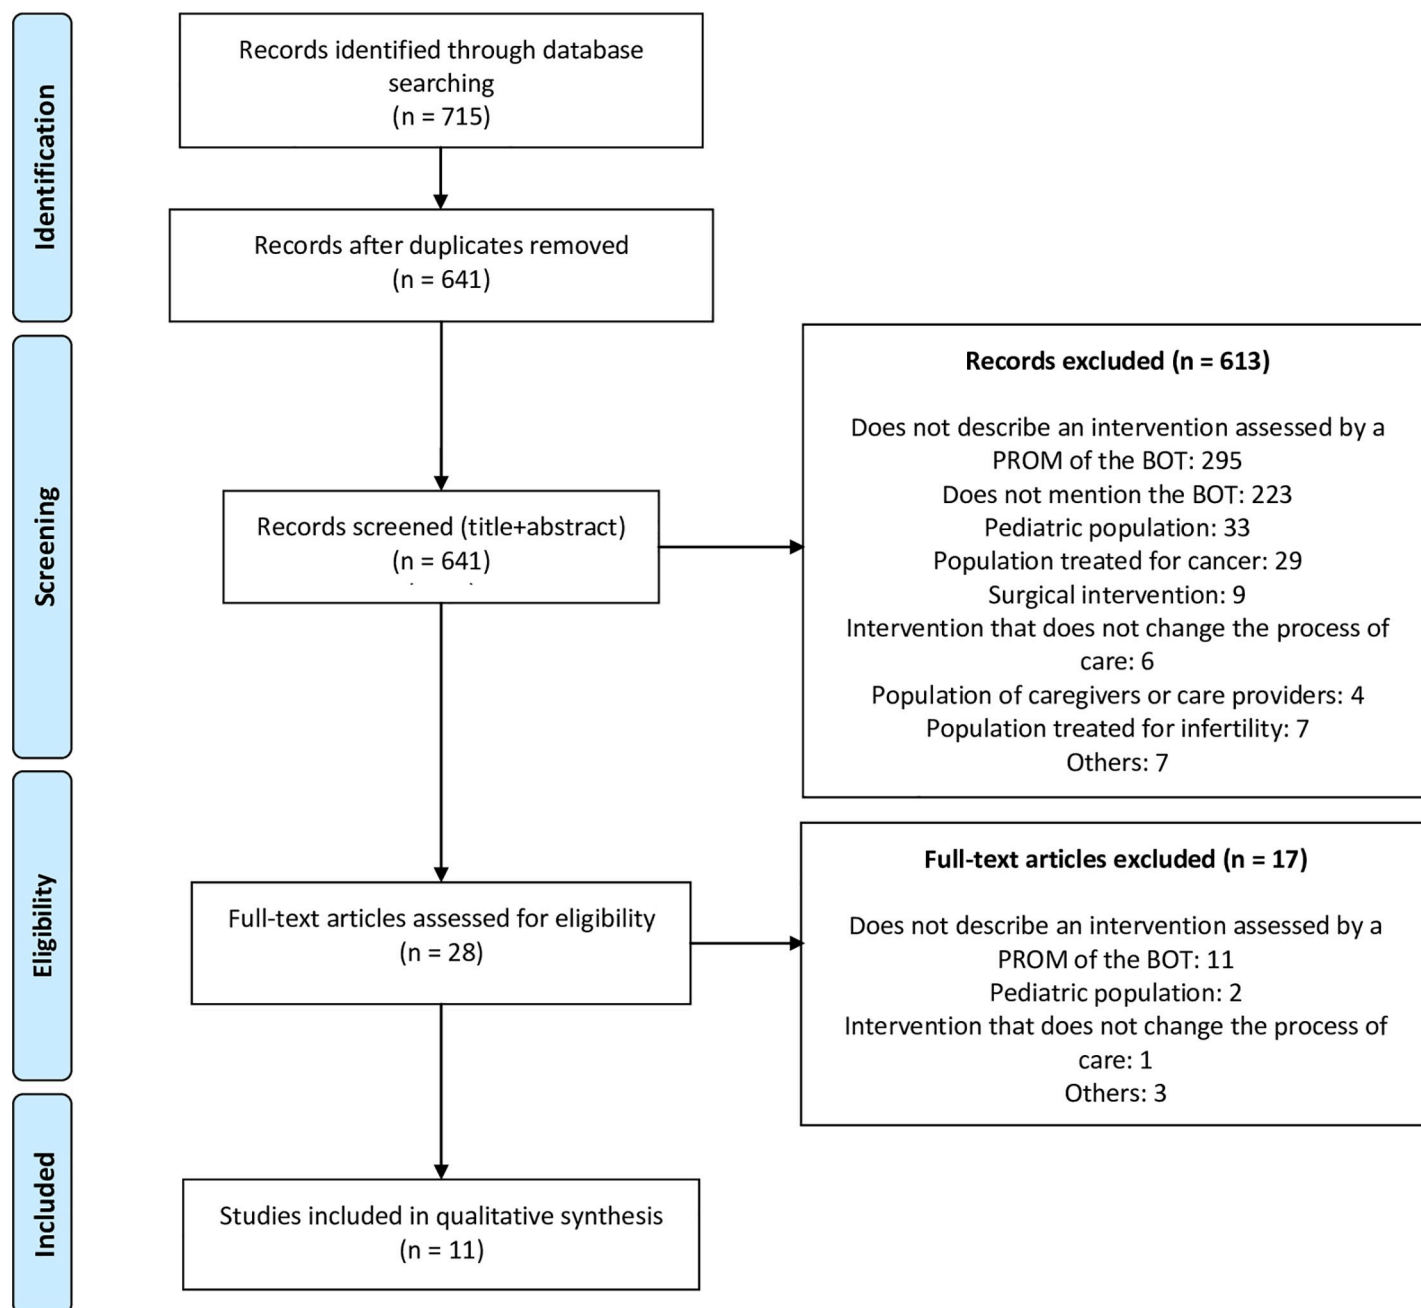 Identification
Records identified through database
searching
(n = 715)
Records after duplicates removed
(n = 641)
Screening
Records screened (title+abstract)
(n = 641)
Records excluded (n = 613)
Does not describe an intervention assessed by a
PROM of the BOT: 295
Does not mention the BOT: 223
Pediatric population: 33
Population treated for cancer: 29
Surgical intervention: 9
Intervention that does not change the process of
care: 6
Population of caregivers or care providers: 4
Population treated for infertility: 7
Others: 7
Eligibility
Full-text articles assessed for eligibility
(n = 28)
Full-text articles excluded (n = 17)
Does not describe an intervention assessed by a
PROM of the BOT: 11
Pediatric population: 2
Intervention that does not change the process of
care: 1
Others: 3
Included
Studies included in qualitative synthesis
(n = 11)